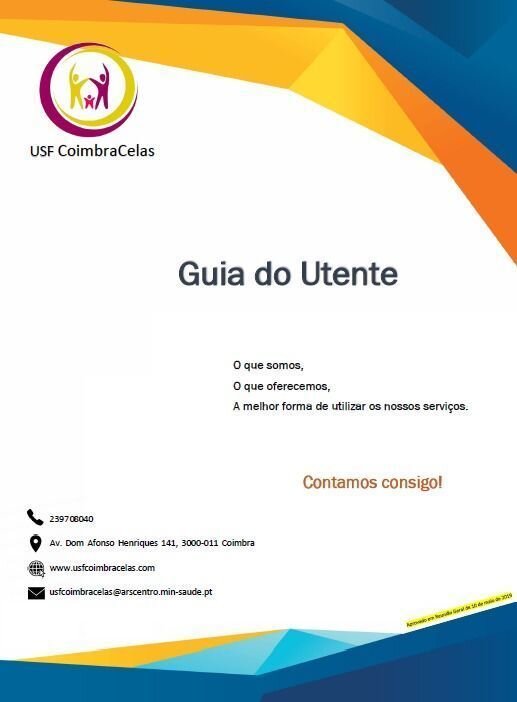 USF CoimbraCelas
Guia do Utente
O que somos,
O que oferecemos,
A melhor forma de utilizar os nossos serviços.
Contamos consigo!
239708040
Av. Dom Afonso Henriques 141, 3000-011 Coimbra
www.usfcoimbracelas.com
usfcoimbracelas@arscentro.min-saude.pt
Aprovado em Reunião Geral de 10 de maio de 2019